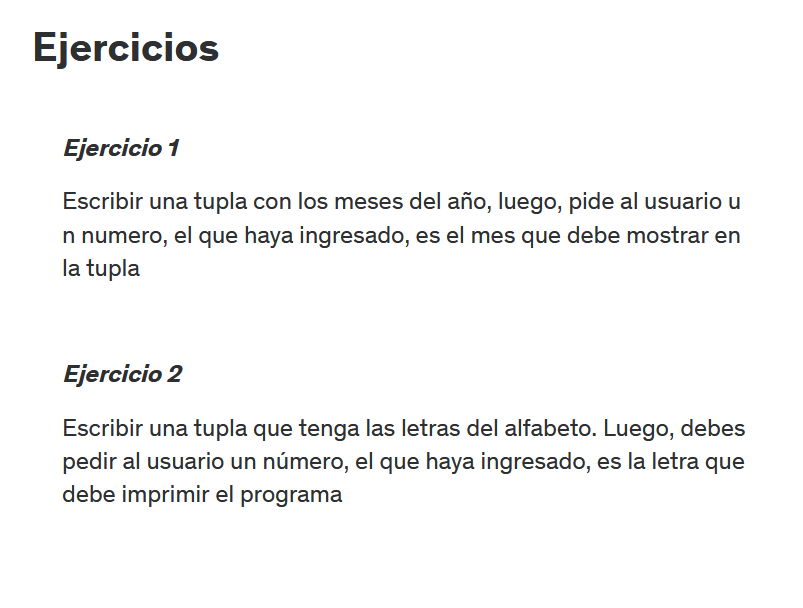 Ejercicios
Ejercicio 1
Escribir una tupla con los meses del año, luego, pide al usuario u
n numero, el que haya ingresado, es el mes que debe mostrar en
la tupla
Ejercicio 2
Escribir una tupla que tenga las letras del alfabeto. Luego, debes
pedir al usuario un número, el que haya ingresado, es la letra que
debe imprimir el programa